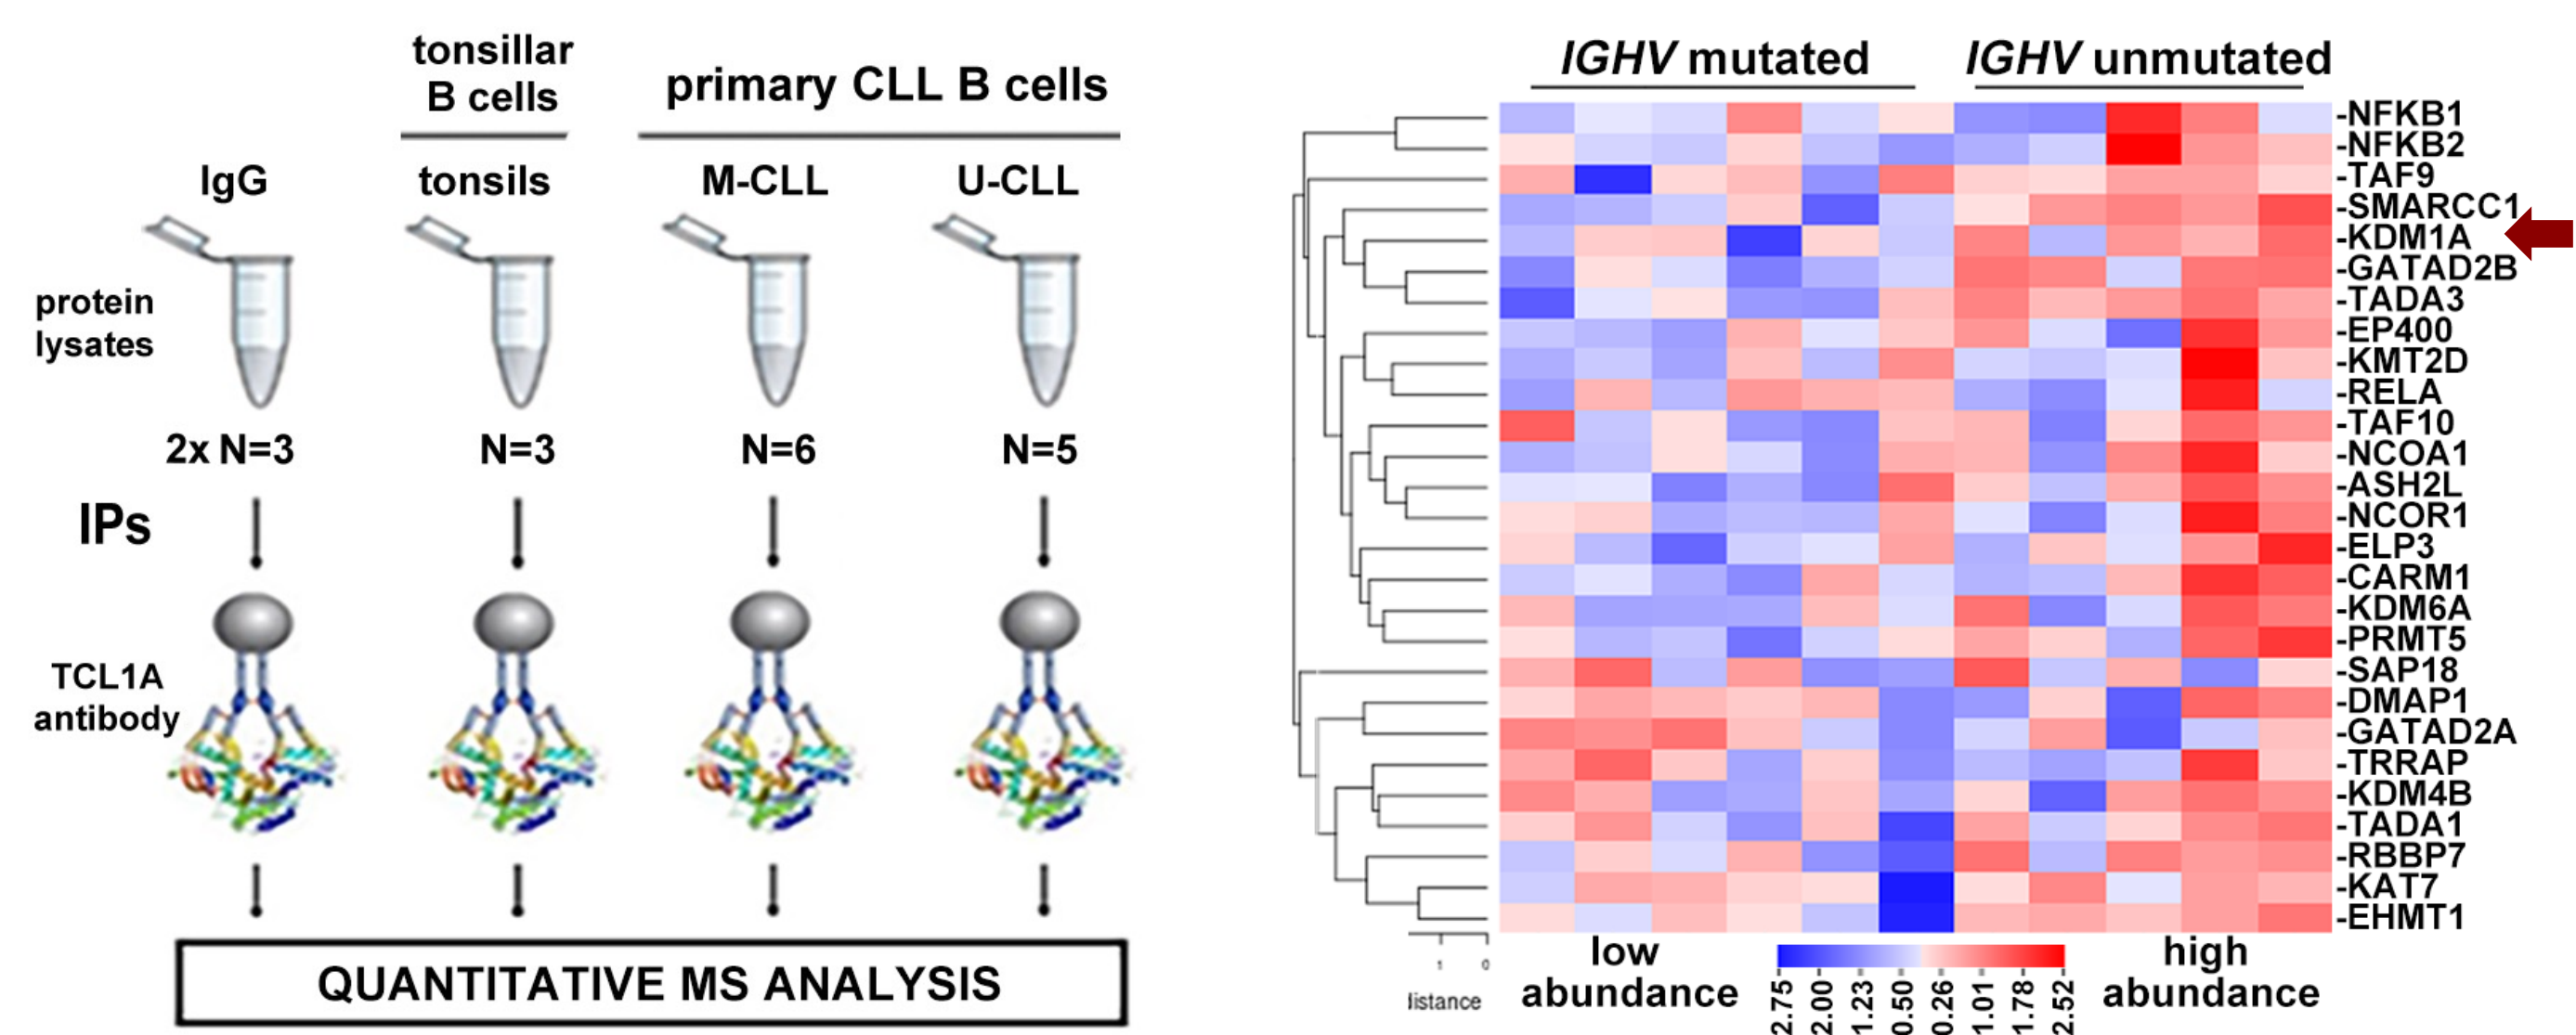 tonsillar
B cells
primary CLL B cells
IgG
tonsils
M-CLL
U-CLL
protein
lysates
2x N=3
N=3
N=6
N=5
IPs
TCL1A
antibody
QUANTITATIVE MS ANALYSIS
IGHV mutated
IGHV unmutated
-NFKB1
-NFKB2
-TAF9
-SMARCC1
-KDM1A
-GATAD2B
-TADA3
-EP400
-KMT2D
-RELA
-TAF10
-NCOA1
-ASH2L
-NCOR1
-ELP3
-CARM1
-KDM6A
-PRMT5
-SAP18
-DMAP1
-GATAD2A
-TRRAP
-KDM4B
-TADA1
-RBBP7
-KAT7
-EHMT1
1 0
listance
low
abundance
2.75
2.00
1.23
0.50
0.26
1.01
1.78
2.52
high
abundance